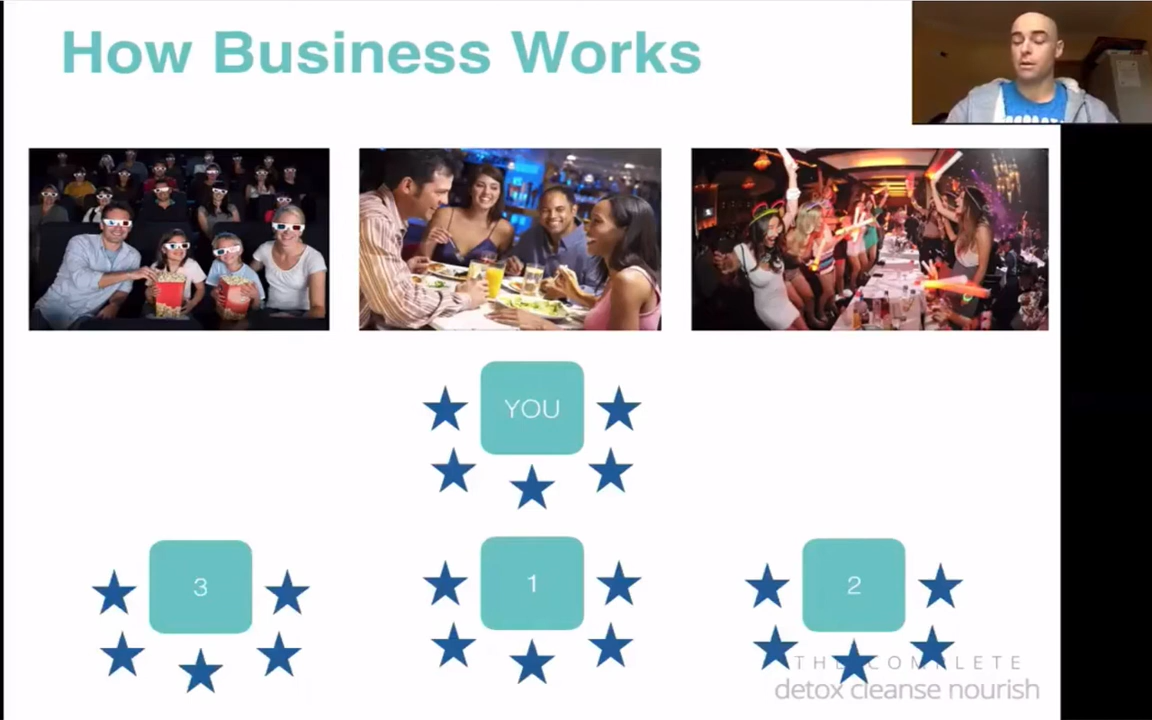 How Business Works
YOU
3
1
2
THE COMPLETE
detox cleanse nourish